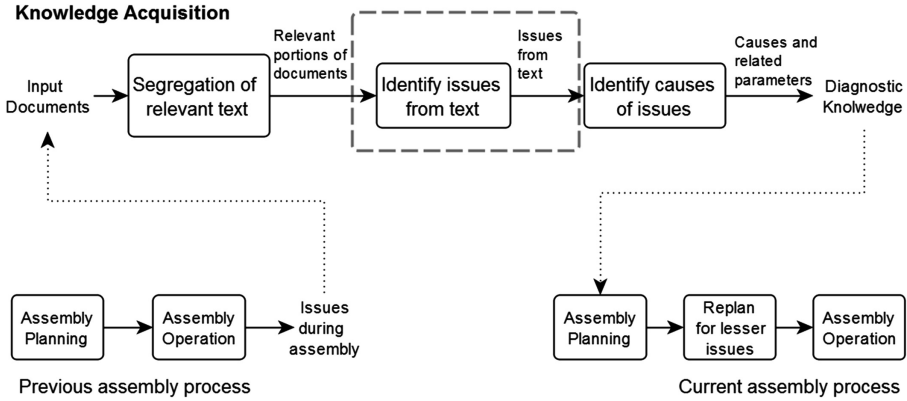 Knowledge Acquisition
Input
Documents
Segregation of
relevant text
Relevant
portions of
documents
Identify issues
from text
Issues
from
text
Identify causes
of issues
Causes and
related
parameters
Diagnostic
Knolwedge
Assembly
Planning
Assembly
Operation
Issues
during
assembly
Previous assembly process
Assembly
Planning
Replan
for lesser
issues
Assembly
Operation
Current assembly process